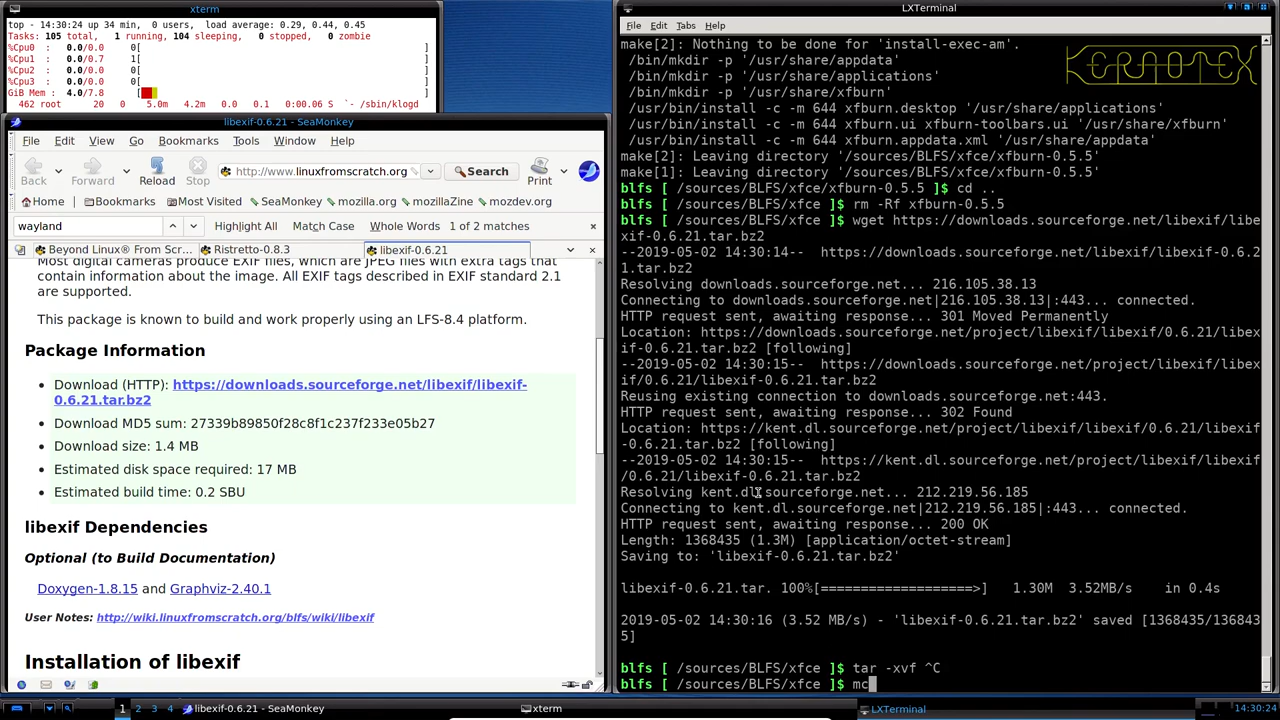 xterm
top - 14:30:24 up 34 min,  0 users,  load average: 0.29, 0.44, 0.45
Tasks: 105 total,   1 running, 104 sleeping,   0 stopped,   0 zombie
%Cpu0  :   0.0/0.0     0[                    ]
%Cpu1  :   0.0/0.7     1[                    ]
%Cpu2  :   0.0/0.0     0[                    ]
%Cpu3  :   0.0/0.0     0[                    ]
GiB Mem :  4.0/7.8      [                    ]
462 root      20   0    5.0m   4.2m   0.0  0.1   0:00.06 S  `- /sbin/klogd
libexif-0.6.21 - SeaMonkey
File Edit View Go Bookmarks Tools Window Help
Back Forward Reload Stop http://www.linuxfromscratch.org Search Print
Home Bookmarks Most Visited SeaMonkey mozilla.org mozillaZine mozdev.org
wayland Highlight All Match Case Whole Words 1 of 2 matches
Beyond Linux® From Scr... Ristretto-0.8.3 libexif-0.6.21
Most digital cameras produce EXIF files, which are JPEG files with extra tags that
contain information about the image. All EXIF tags described in EXIF standard 2.1
are supported.
This package is known to build and work properly using an LFS-8.4 platform.
Package Information
Download (HTTP): https://downloads.sourceforge.net/libexif/libexif-
0.6.21.tar.bz2
Download MD5 sum: 27339b89850f28c8f1c237f233e05b27
Download size: 1.4 MB
Estimated disk space required: 17 MB
Estimated build time: 0.2 SBU
libexif Dependencies
Optional (to Build Documentation)
Doxygen-1.8.15 and Graphviz-2.40.1
User Notes: http://wiki.linuxfromscratch.org/blfs/wiki/libexif
Installation of libexif
LXTerminal
File Edit Tabs Help
KERNOTEX
make[2]: Nothing to be done for 'install-exec-am'.
/bin/mkdir -p '/usr/share/appdata'
/bin/mkdir -p '/usr/share/applications'
/bin/mkdir -p '/usr/share/xfburn'
/bin/install -c -m 644 xfburn.desktop '/usr/share/applications'
/usr/bin/install -c -m 644 xfburn.ui xfburn-toolbars.ui '/usr/share/xfburn'
/usr/bin/install -c -m 644 xfburn.appdata.xml '/usr/share/appdata'
make[2]: Leaving directory '/sources/BLFS/xfce/xfburn-0.5.5'
make[1]: Leaving directory '/sources/BLFS/xfce/xfburn-0.5.5'
blfs [ /sources/BLFS/xfce/xfburn-0.5.5 ]$ cd ..
blfs [ /sources/BLFS/xfce ]$ rm -Rf xfburn-0.5.5
blfs [ /sources/BLFS/xfce ]$ wget https://downloads.sourceforge.net/libexif/libe
xif-0.6.21.tar.bz2
--2019-05-02 14:30:14--  https://downloads.sourceforge.net/libexif/libexif-0.6.2
1.tar.bz2
Resolving downloads.sourceforge.net... 216.105.38.13
Connecting to downloads.sourceforge.net|216.105.38.13|:443... connected.
HTTP request sent, awaiting response... 301 Moved Permanently
Location: https://downloads.sourceforge.net/project/libexif/libexif/0.6.21/libex
if-0.6.21.tar.bz2 [following]
--2019-05-02 14:30:15--  https://downloads.sourceforge.net/project/libexif/libex
if/0.6.21/libexif-0.6.21.tar.bz2
Reusing existing connection to downloads.sourceforge.net:443.
HTTP request sent, awaiting response... 302 Found
Location: https://kent.dl.sourceforge.net/project/libexif/libexif/0.6.21/libexif
-0.6.21.tar.bz2 [following]
--2019-05-02 14:30:15--  https://kent.dl.sourceforge.net/project/libexif/libexif
/0.6.21/libexif-0.6.21.tar.bz2
Resolving kent.dl.sourceforge.net... 212.219.56.185
Connecting to kent.dl.sourceforge.net|212.219.56.185|:443... connected.
HTTP request sent, awaiting response... 200 OK
Length: 1368435 (1.3M) [application/octet-stream]
Saving to: 'libexif-0.6.21.tar.bz2'
libexif-0.6.21.tar. 100%[===================>]   1.30M  3.52MB/s    in 0.4s
2019-05-02 14:30:16 (3.52 MB/s) - 'libexif-0.6.21.tar.bz2' saved [1368435/136843
5]
blfs [ /sources/BLFS/xfce ]$ tar -xvf ^C
blfs [ /sources/BLFS/xfce ]$ mc
1 2 3 4 libexif-0.6.21 - SeaMonkey xterm LXTerminal 14:30:24